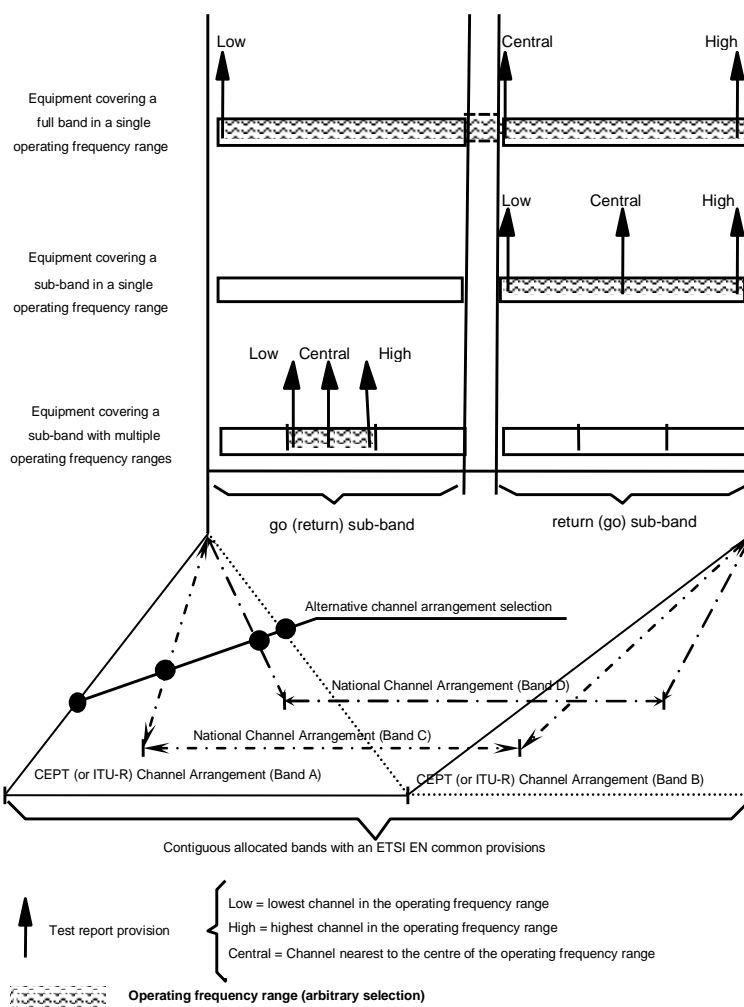 Low
Central
High
Equipment covering a
full band in a single
operating frequency range
Low
Central
High
Equipment covering a
sub-band in a single
operating frequency range
Low
Central
High
Equipment covering a
sub-band with multiple
operating frequency ranges
go (return) sub-band
return (go) sub-band
Alternative channel arrangement selection
National Channel Arrangement (Band D)
National Channel Arrangement (Band C)
CEPT (or ITU-R) Channel Arrangement (Band A)
CEPT (or ITU-R) Channel Arrangement (Band B)
Contiguous allocated bands with an ETSI EN common provisions
Test report provision
Low = lowest channel in the operating frequency range
High = highest channel in the operating frequency range
Central = Channel nearest to the centre of the operating frequency range
Operating frequency range (arbitrary selection)